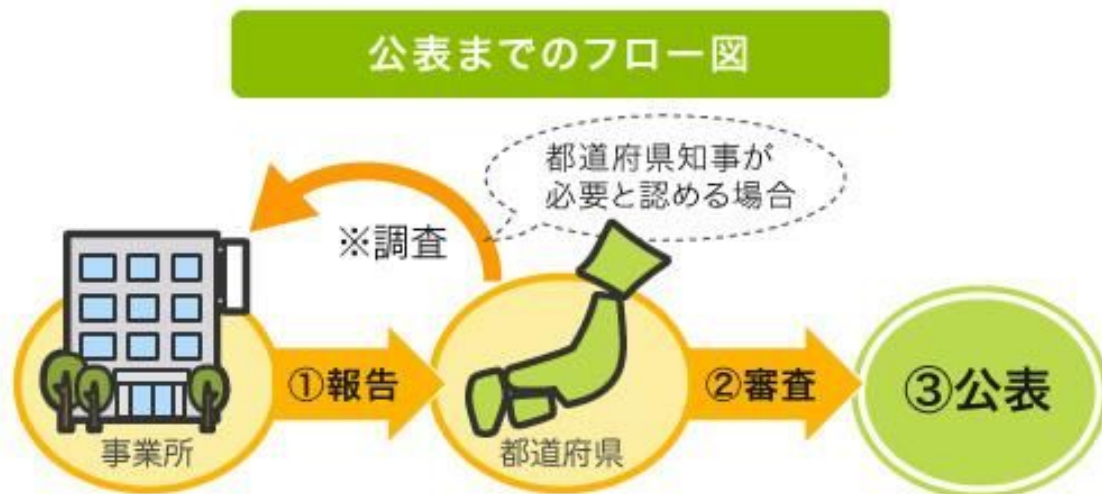 公表までのフロー図
都道府県知事が
必要と認める場合
※調査
①報告
②審査
③公表
事業所
都道府県